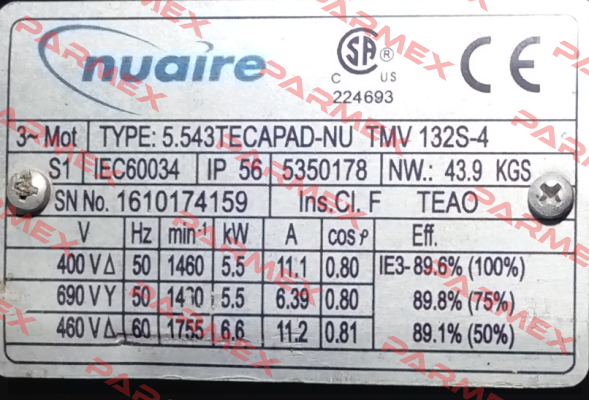 nuaire
SA ®
C US
224693
CE
3~ Mot TYPE: 5.543TECAPAD-NU TMV 132S-4
S1 IEC60034 IP 56 5350178 NW.: 43.9 KGS
SN No. 1610174159 Ins.Cl. F TEAO
V Hz min-¹ kW A cos ρ Eff.
400 V Δ 50 1460 5.5 11.1 0.80 IE3- 89.6% (100%)
690 V Y 50 5.5 6.39 0.80 89.8% (75%)
460 V Δ 60 1755 6.6 11.2 0.81 89.1% (50%)
PARMEX